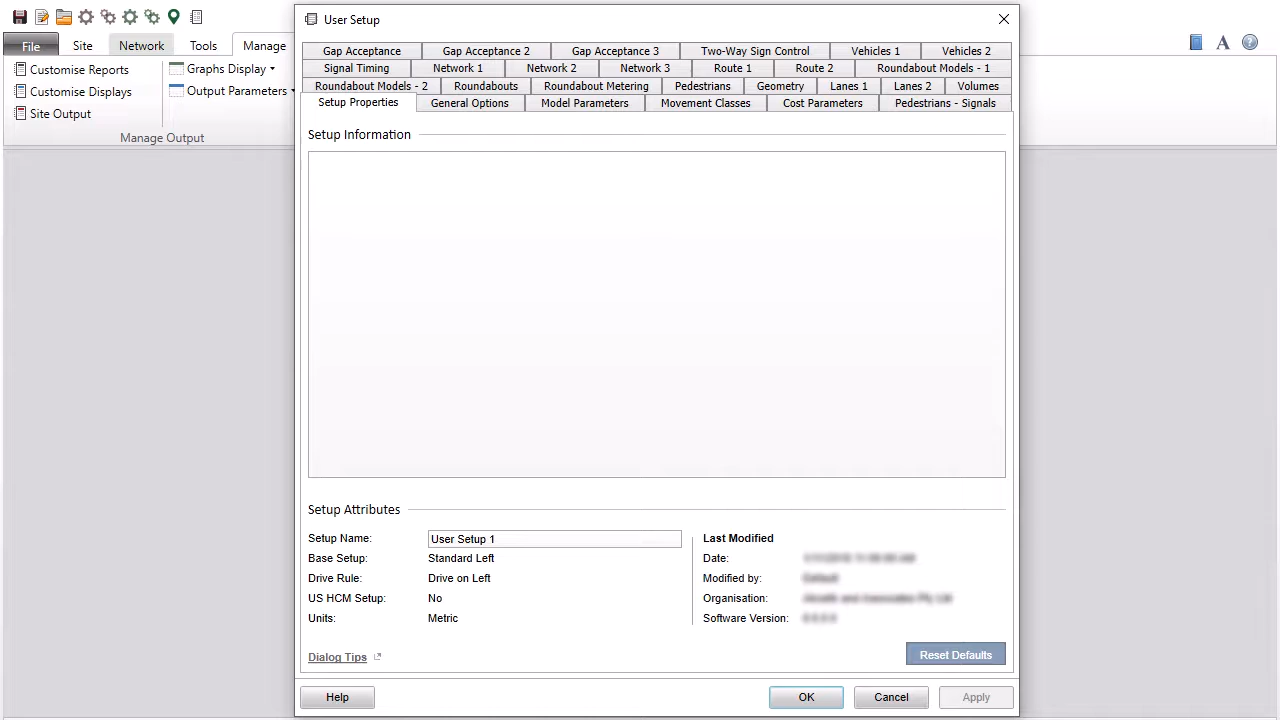 User Setup
File Site Network Tools Manage
Customise Reports
Customise Displays
Site Output
Graphs Display
Output Parameters
Manage Output
Gap Acceptance Gap Acceptance 2 Gap Acceptance 3 Two-Way Sign Control Vehicles 1 Vehicles 2
Signal Timing Network 1 Network 2 Network 3 Route 1 Route 2 Roundabout Models - 1
Roundabout Models - 2 Roundabouts Roundabout Metering Pedestrians Geometry Lanes 1 Lanes 2 Volumes
Setup Properties General Options Model Parameters Movement Classes Cost Parameters Pedestrians - Signals
Setup Information
Setup Attributes
Setup Name: User Setup 1
Base Setup: Standard Left
Drive Rule: Drive on Left
US HCM Setup: No
Units: Metric
Last Modified
Date:
Modified by:
Organisation:
Software Version:
Dialog Tips
Reset Defaults
Help OK Cancel Apply